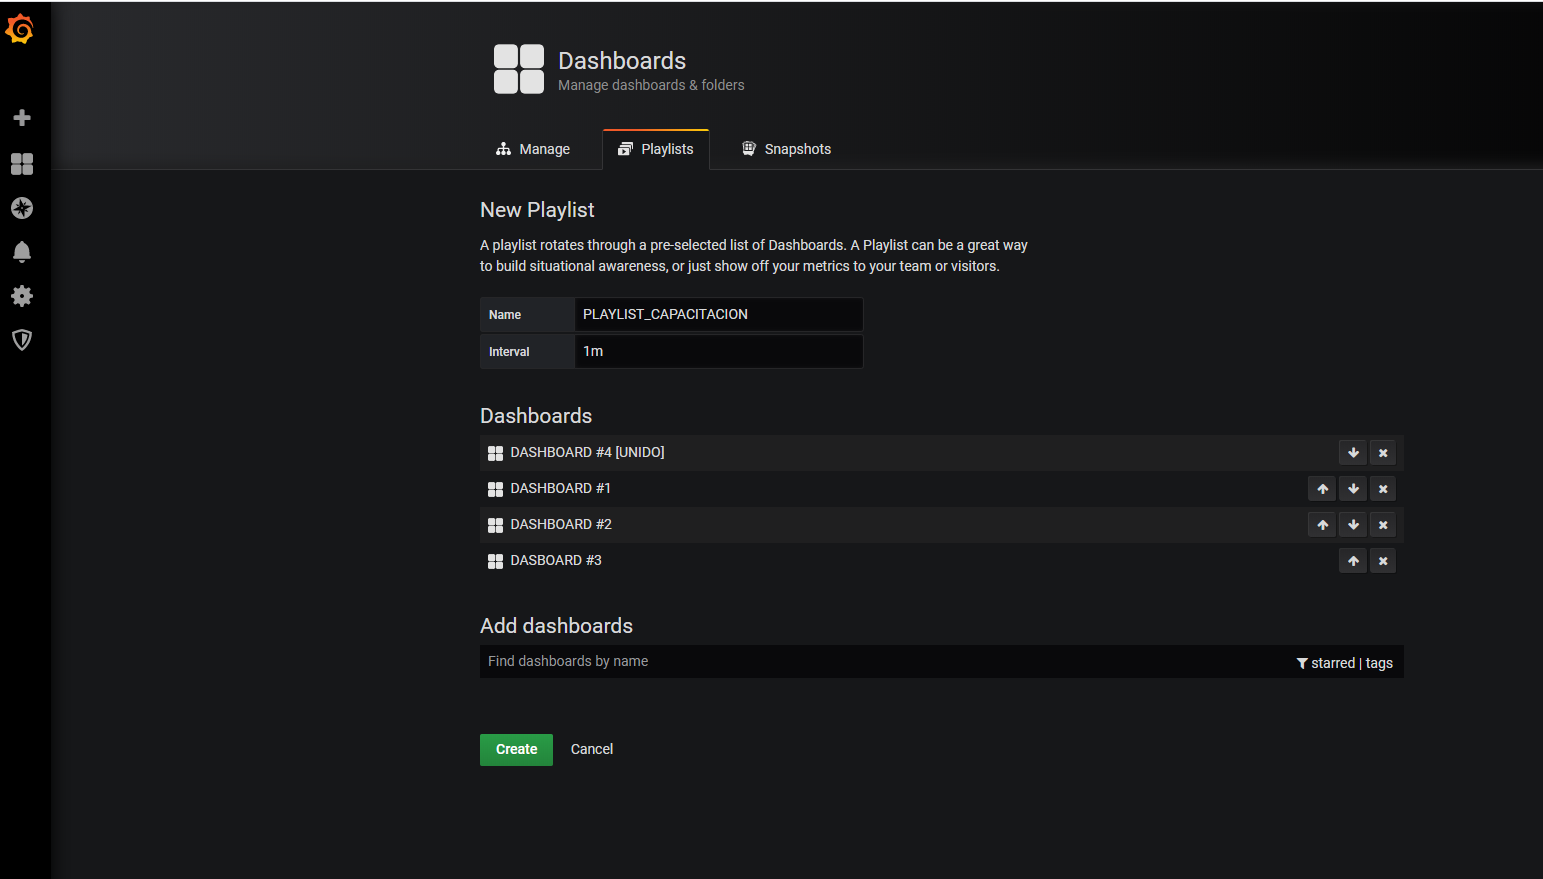 Dashboards
Manage dashboards & folders
Manage
Playlists
Snapshots
New Playlist
A playlist rotates through a pre-selected list of Dashboards. A Playlist can be a great way
to build situational awareness, or just show off your metrics to your team or visitors.
Name PLAYLIST_CAPACITACION
Interval 1m
Dashboards
DASHBOARD #4 [UNIDO]
DASHBOARD #1
DASHBOARD #2
DASBOARD #3
Add dashboards
Find dashboards by name starred | tags
Create Cancel